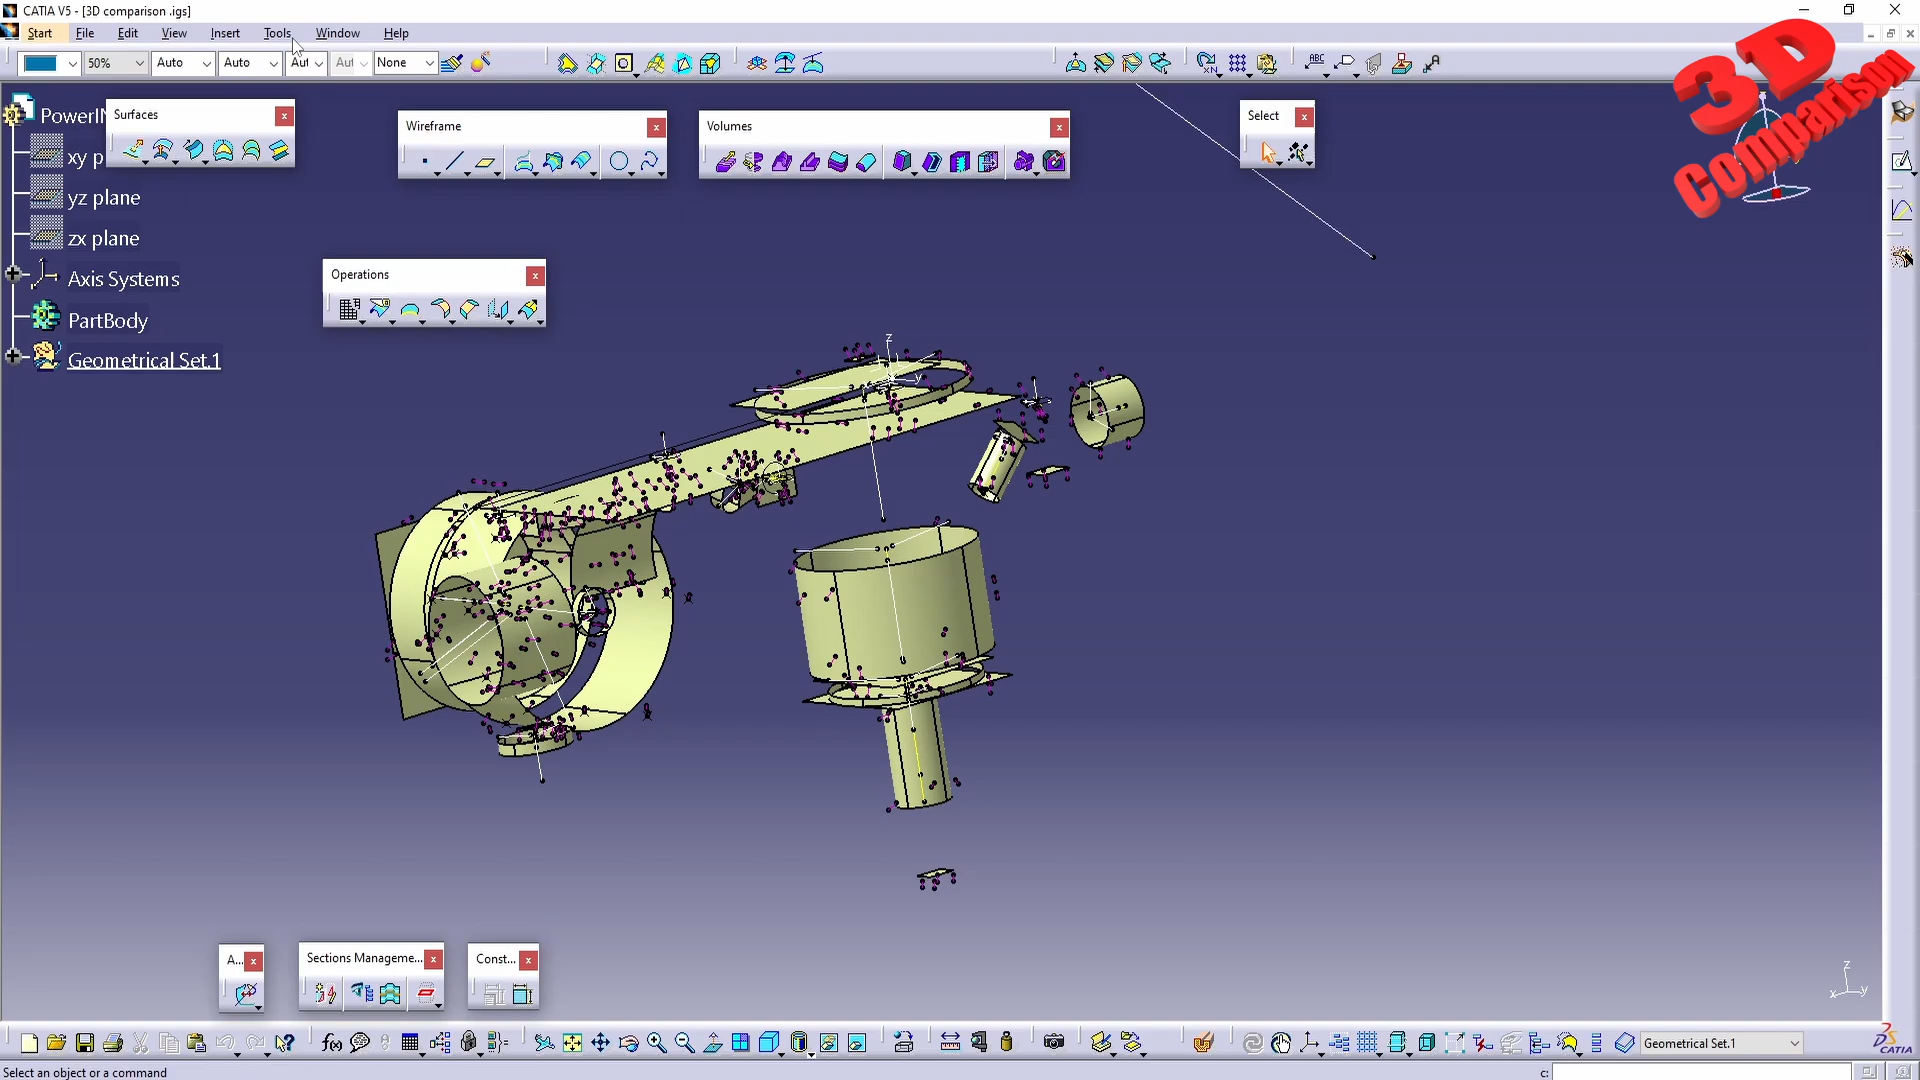 CATIA V5 - [3D comparison .igs]
Start File Edit View Insert Tools Window Help
50% Auto Auto Aut Aut None
3D
Comparison
Surfaces
Wireframe
Volumes
Select
xy p
yz plane
zx plane
Axis Systems
PartBody
Geometrical Set.1
Operations
z
y
A...
Sections Manageme...
Const...
z
x y
Geometrical Set.1
CATIA
Select an object or a command
c: